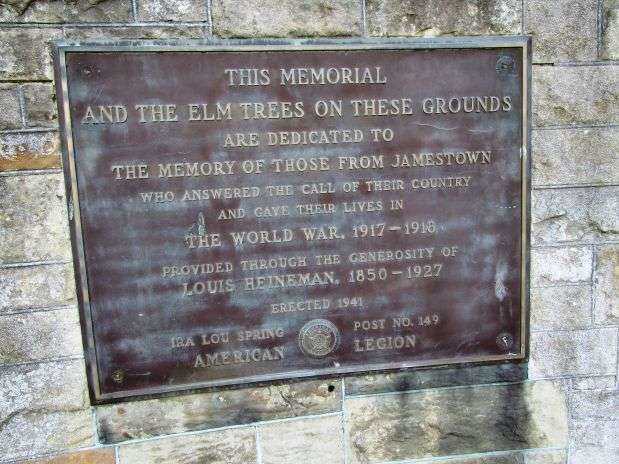 THIS MEMORIAL
AND THE ELM TREES ON THESE GROUNDS
ARE DEDICATED TO
THE MEMORY OF THOSE FROM JAMESTOWN
WHO ANSWERED THE CALL OF THEIR COUNTRY
AND GAVE THEIR LIVES IN
THE WORLD WAR, 1917-1918
PROVIDED THROUGH THE GENEROSITY OF
LOUIS HEINEMAN, 1850-1927
ERECTED 1941
IRA LOU SPRING POST NO. 149
AMERICAN LEGION